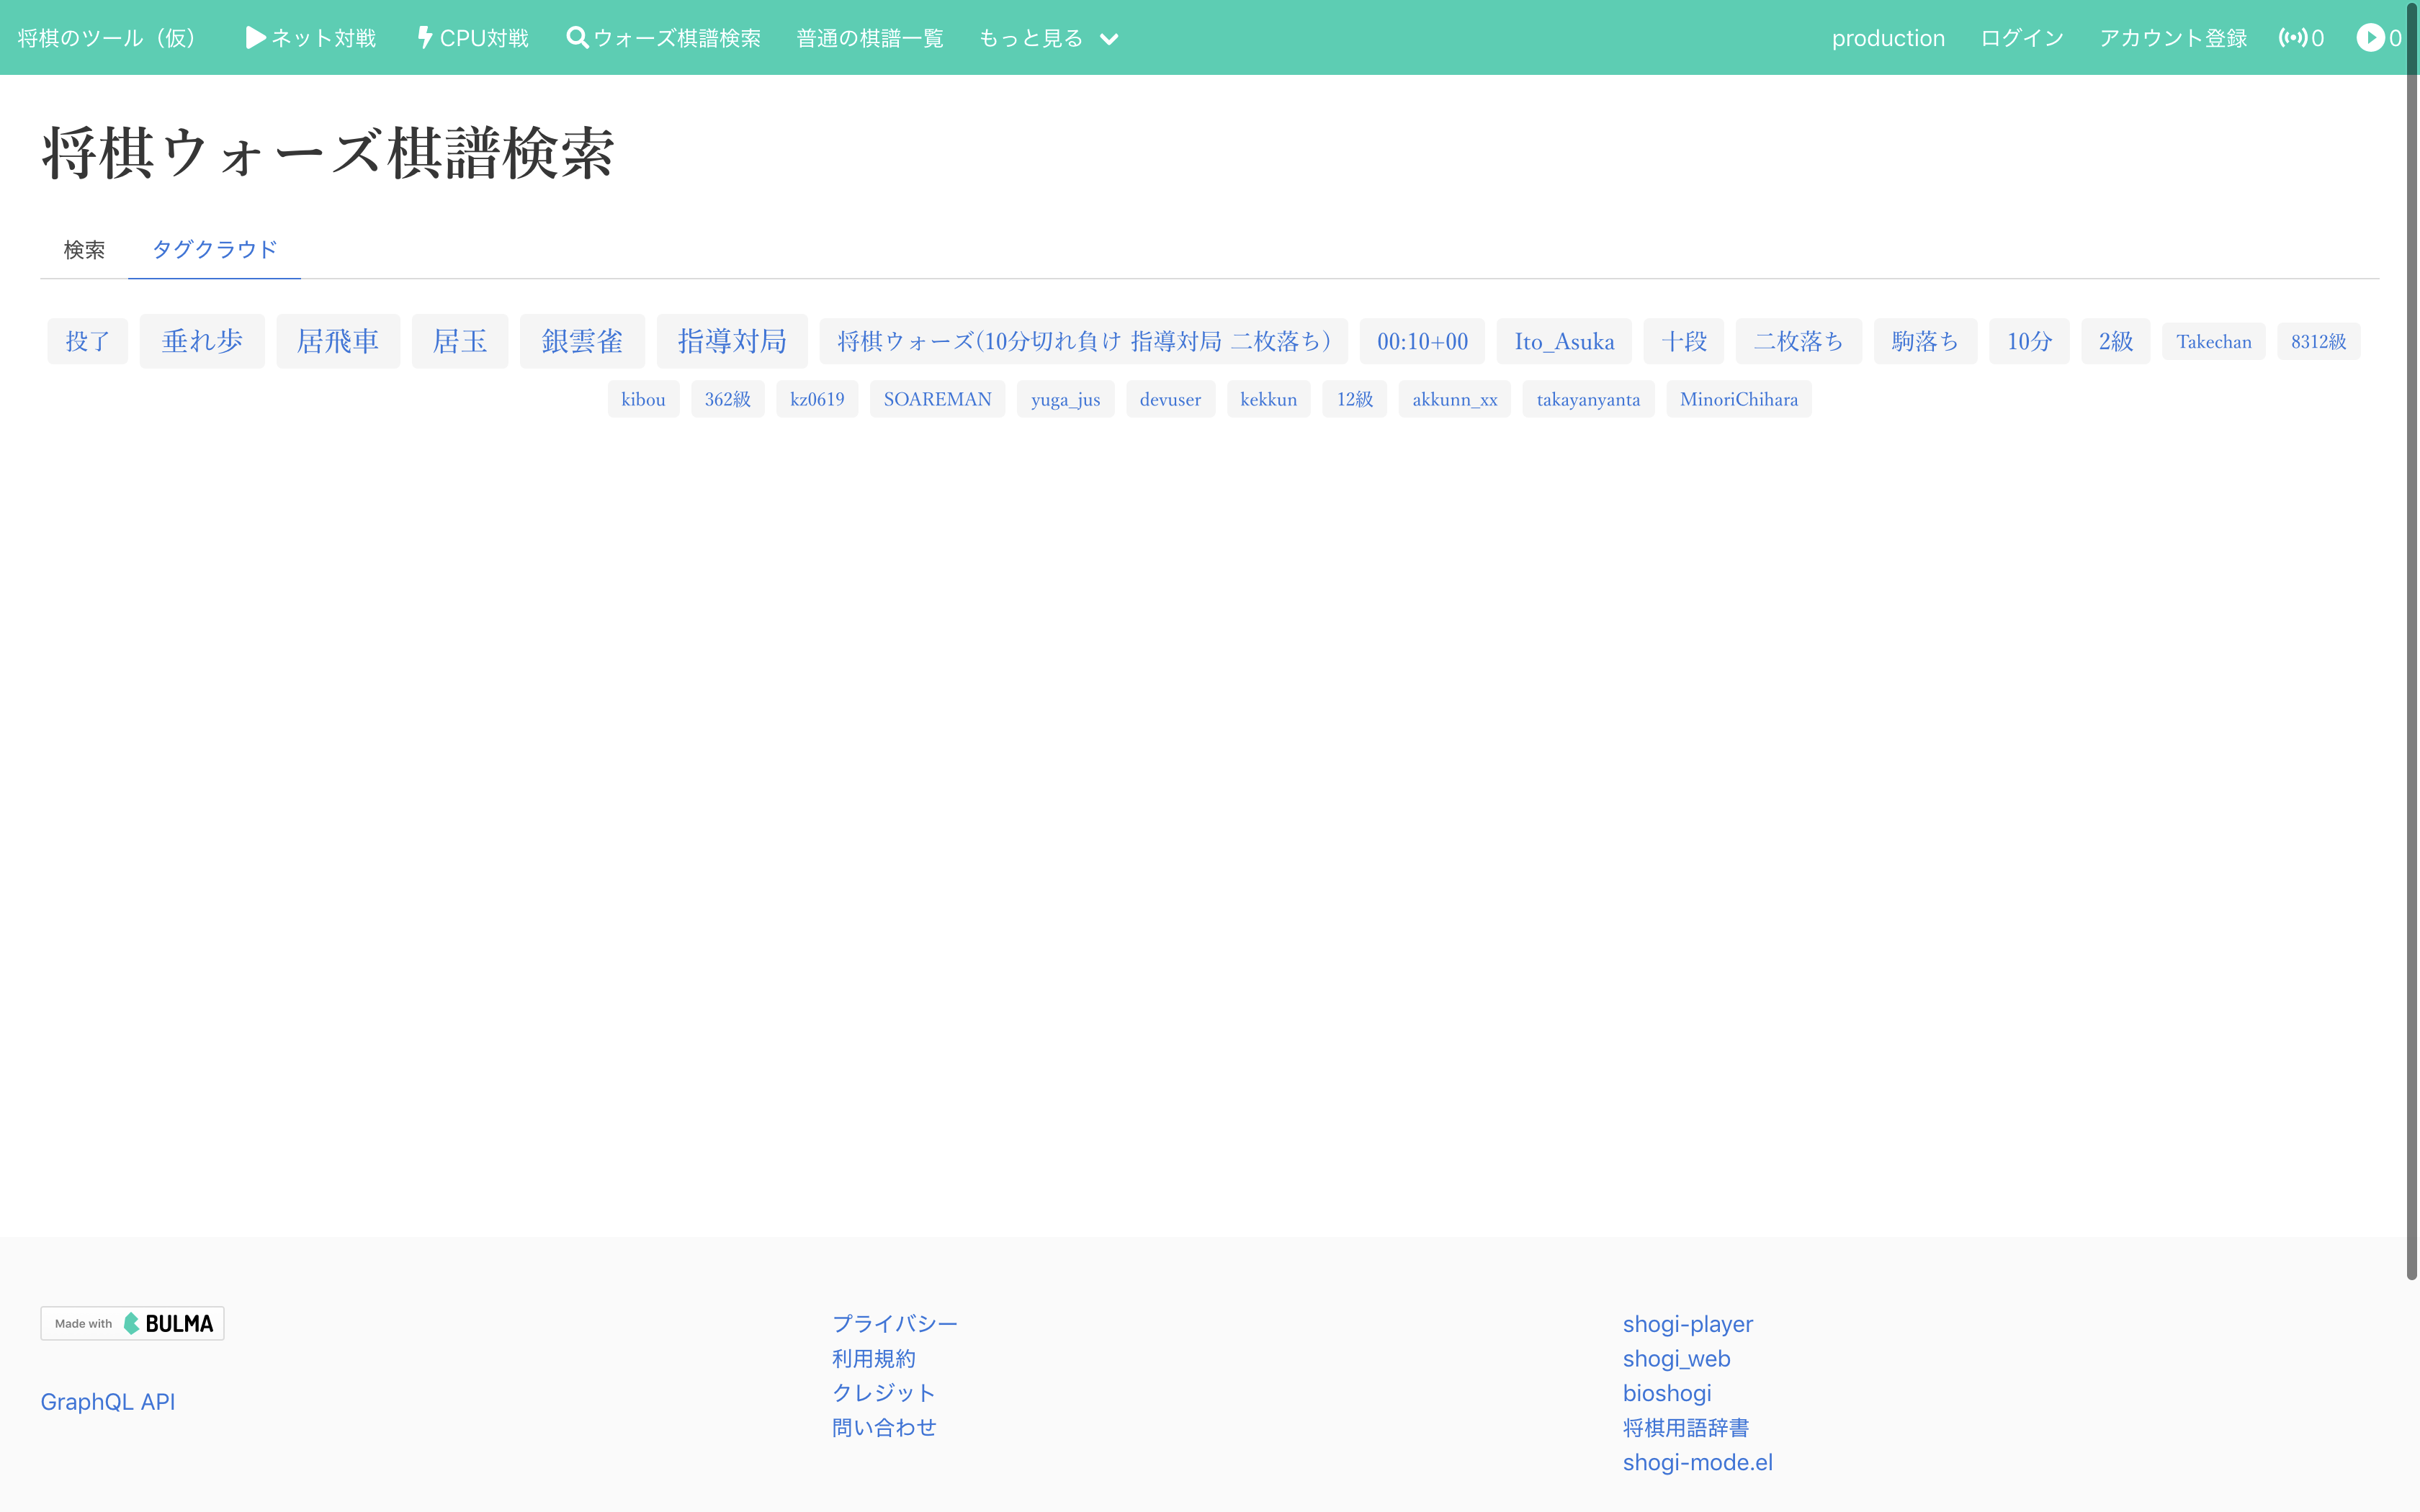 将棋のツール（仮） ネット対戦 CPU対戦 ウォーズ棋譜検索 普通の棋譜一覧 もっと見る production ログイン アカウント登録 0 0
将棋ウォーズ棋譜検索
検索 タグクラウド
投了 垂れ歩 居飛車 居玉 銀雲雀 指導対局 将棋ウォーズ(10分切れ負け 指導対局 二枚落ち) 00:10+00 Ito_Asuka 十段 二枚落ち 駒落ち 10分 2級 Takechan 8312級
kibou 362級 kz0619 SOAREMAN yuga_jus devuser kekkun 12級 akkunn_xx takayanyanta MinoriChihara
Made with BULMA
GraphQL API
プライバシー
利用規約
クレジット
問い合わせ
shogi-player
shogi_web
bioshogi
将棋用語辞書
shogi-mode.el